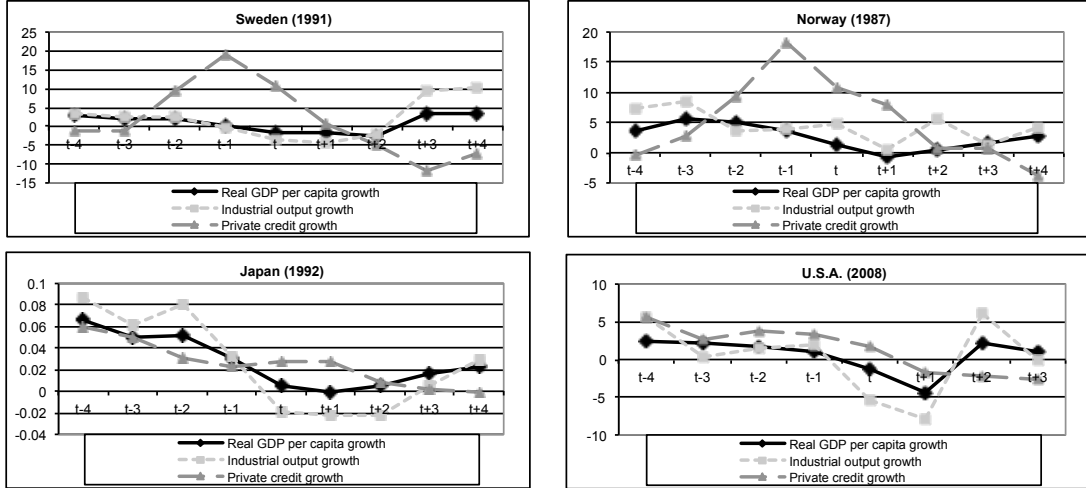 Sweden (1991)
25
20
15
10
5
0
-5
-10
-15
t-4 t-3 t-2 t-1 t t+1 t+2 t+3 t+4
Real GDP per capita growth
Industrial output growth
Private credit growth
Norway (1987)
20
15
10
5
0
-5
t-4 t-3 t-2 t-1 t t+1 t+2 t+3 t+4
Real GDP per capita growth
Industrial output growth
Private credit growth
Japan (1992)
0.1
0.08
0.06
0.04
0.02
0
-0.02
-0.04
t-4 t-3 t-2 t-1 t t+1 t+2 t+3 t+4
Real GDP per capita growth
Industrial output growth
Private credit growth
U.S.A. (2008)
10
5
0
-5
-10
t-4 t-3 t-2 t-1 t t+1 t+2 t+3
Real GDP per capita growth
Industrial output growth
Private credit growth